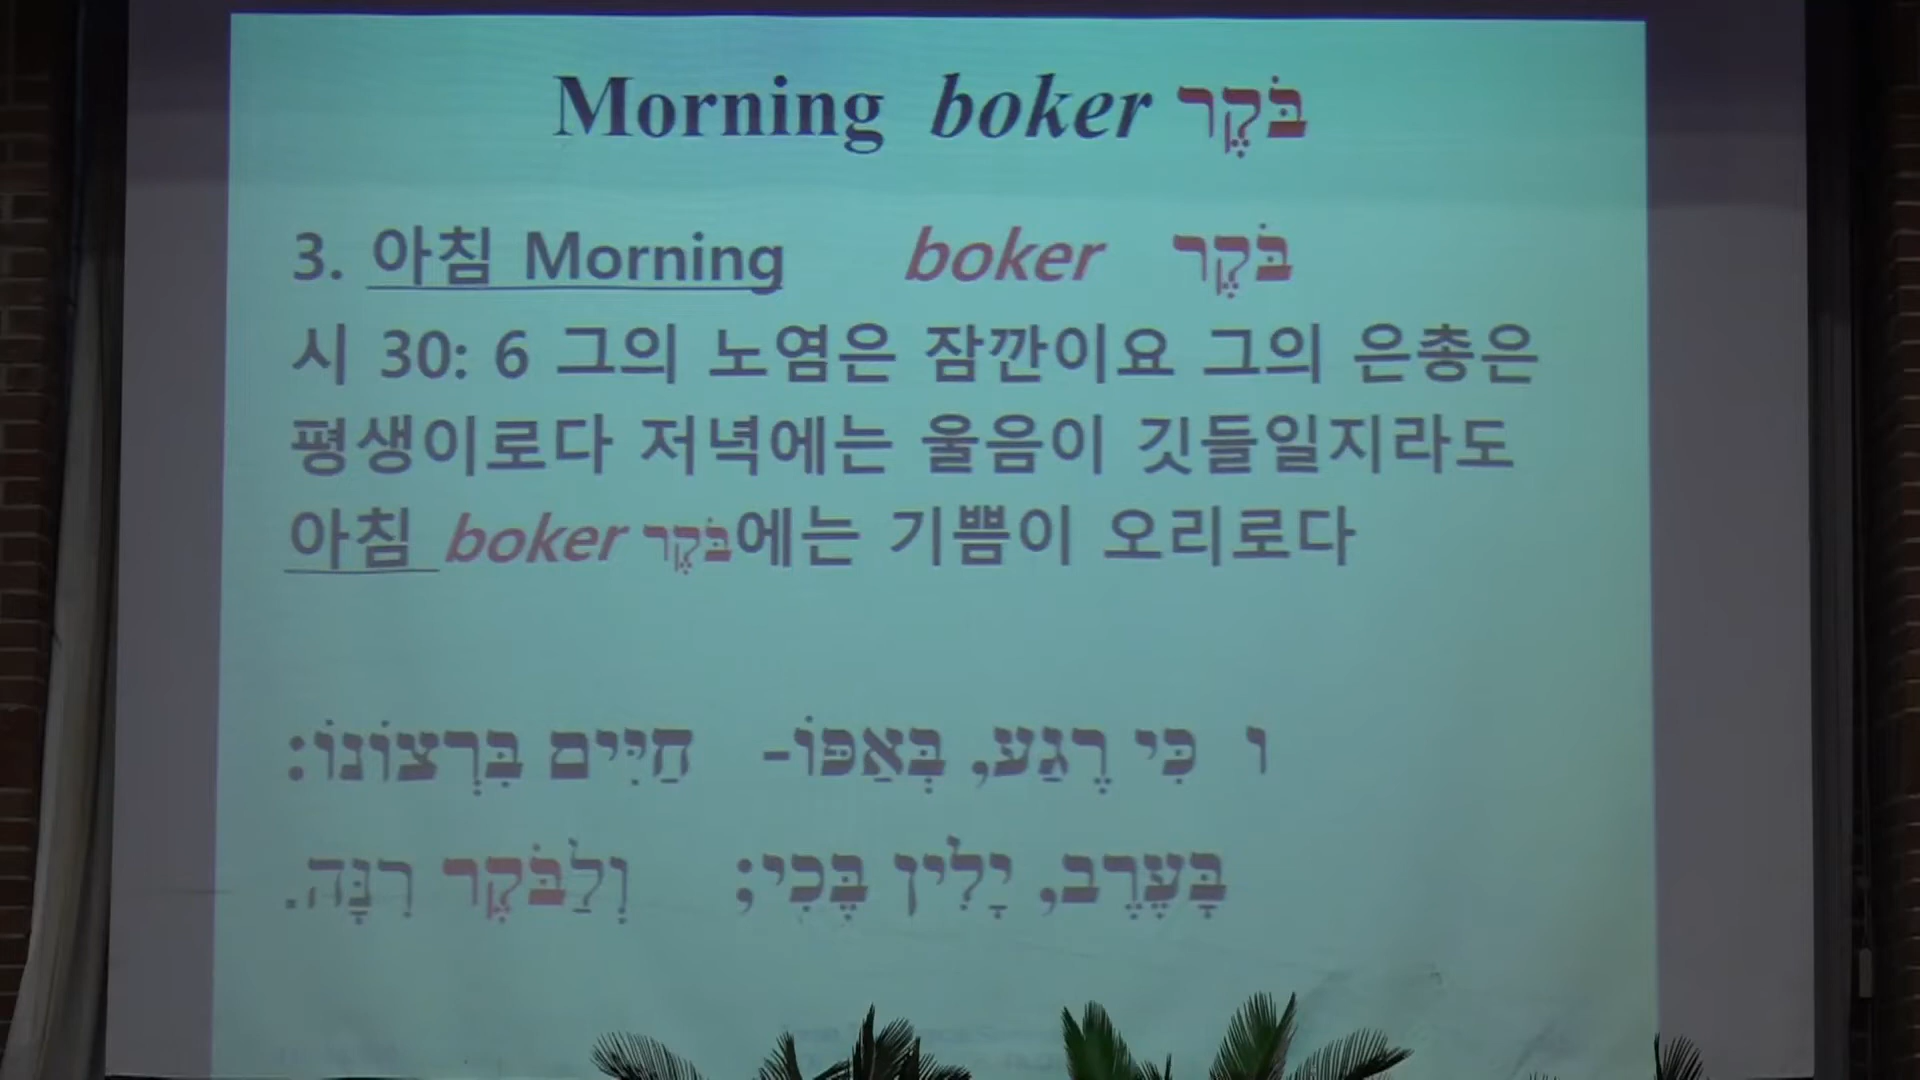 Morning boker בֹּקֶר
3. 아침 Morning boker בֹּקֶר
시 30: 6 그의 노염은 잠깐이요 그의 은총은
평생이로다 저녁에는 울음이 깃들일지라도
아침 boker בֹּקֶר에는 기쁨이 오리로다
ו כִּי רֶגַע, בְּאַפּוֹ- חַיִּים בִּרְצוֹנוֹ:
בָּעֶרֶב, יָלִין בֶּכִי; וְלַבֹּקֶר רִנָּה.